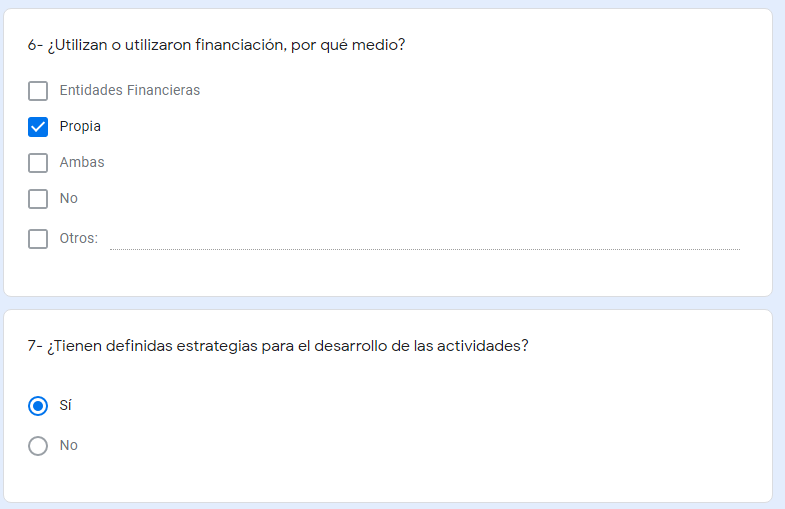 6- ¿Utilizan o utilizaron financiación, por qué medio?
Entidades Financieras
Propia
Ambas
No
Otros:
7- ¿Tienen definidas estrategias para el desarrollo de las actividades?
Sí
No